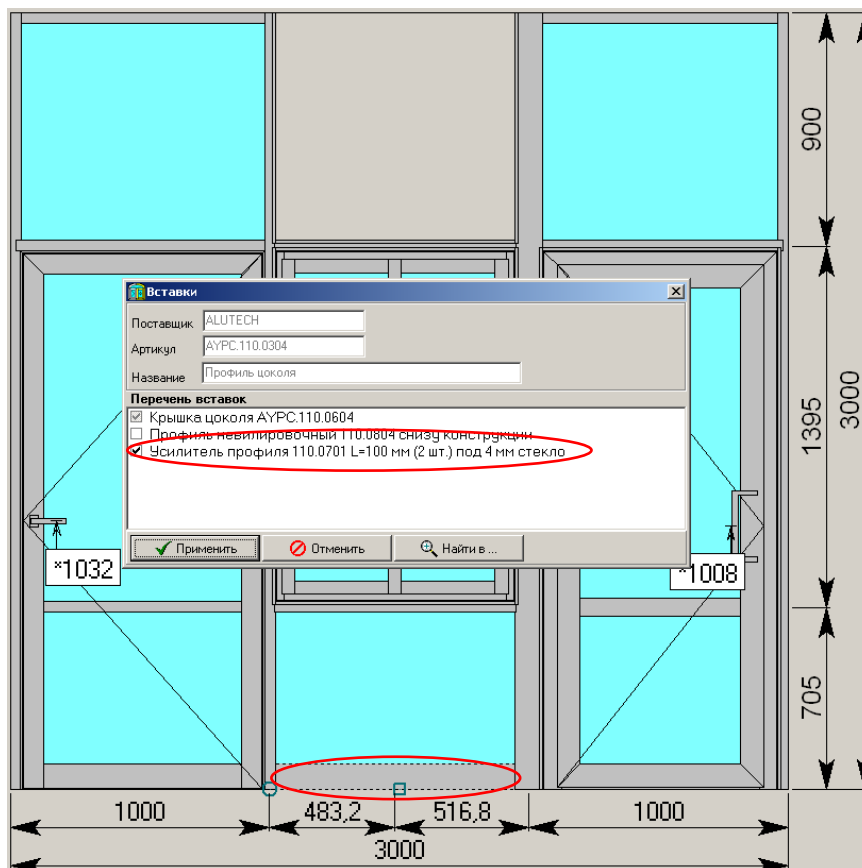 900
Вставки
Поставщик ALUTECH
Артикул AYPC.110.0304
Название Профиль цоколя
Перечень вставок
Крышка цоколя AYPC.110.0604
Профиль невилировочный 110.0804 снизу конструкции
Усилитель профиля 110.0701 L=100 мм (2 шт.) под 4 мм стекло
Применить Отменить Найти в ...
1395
3000
*1032
*1008
705
1000 483,2 516,8 1000
3000